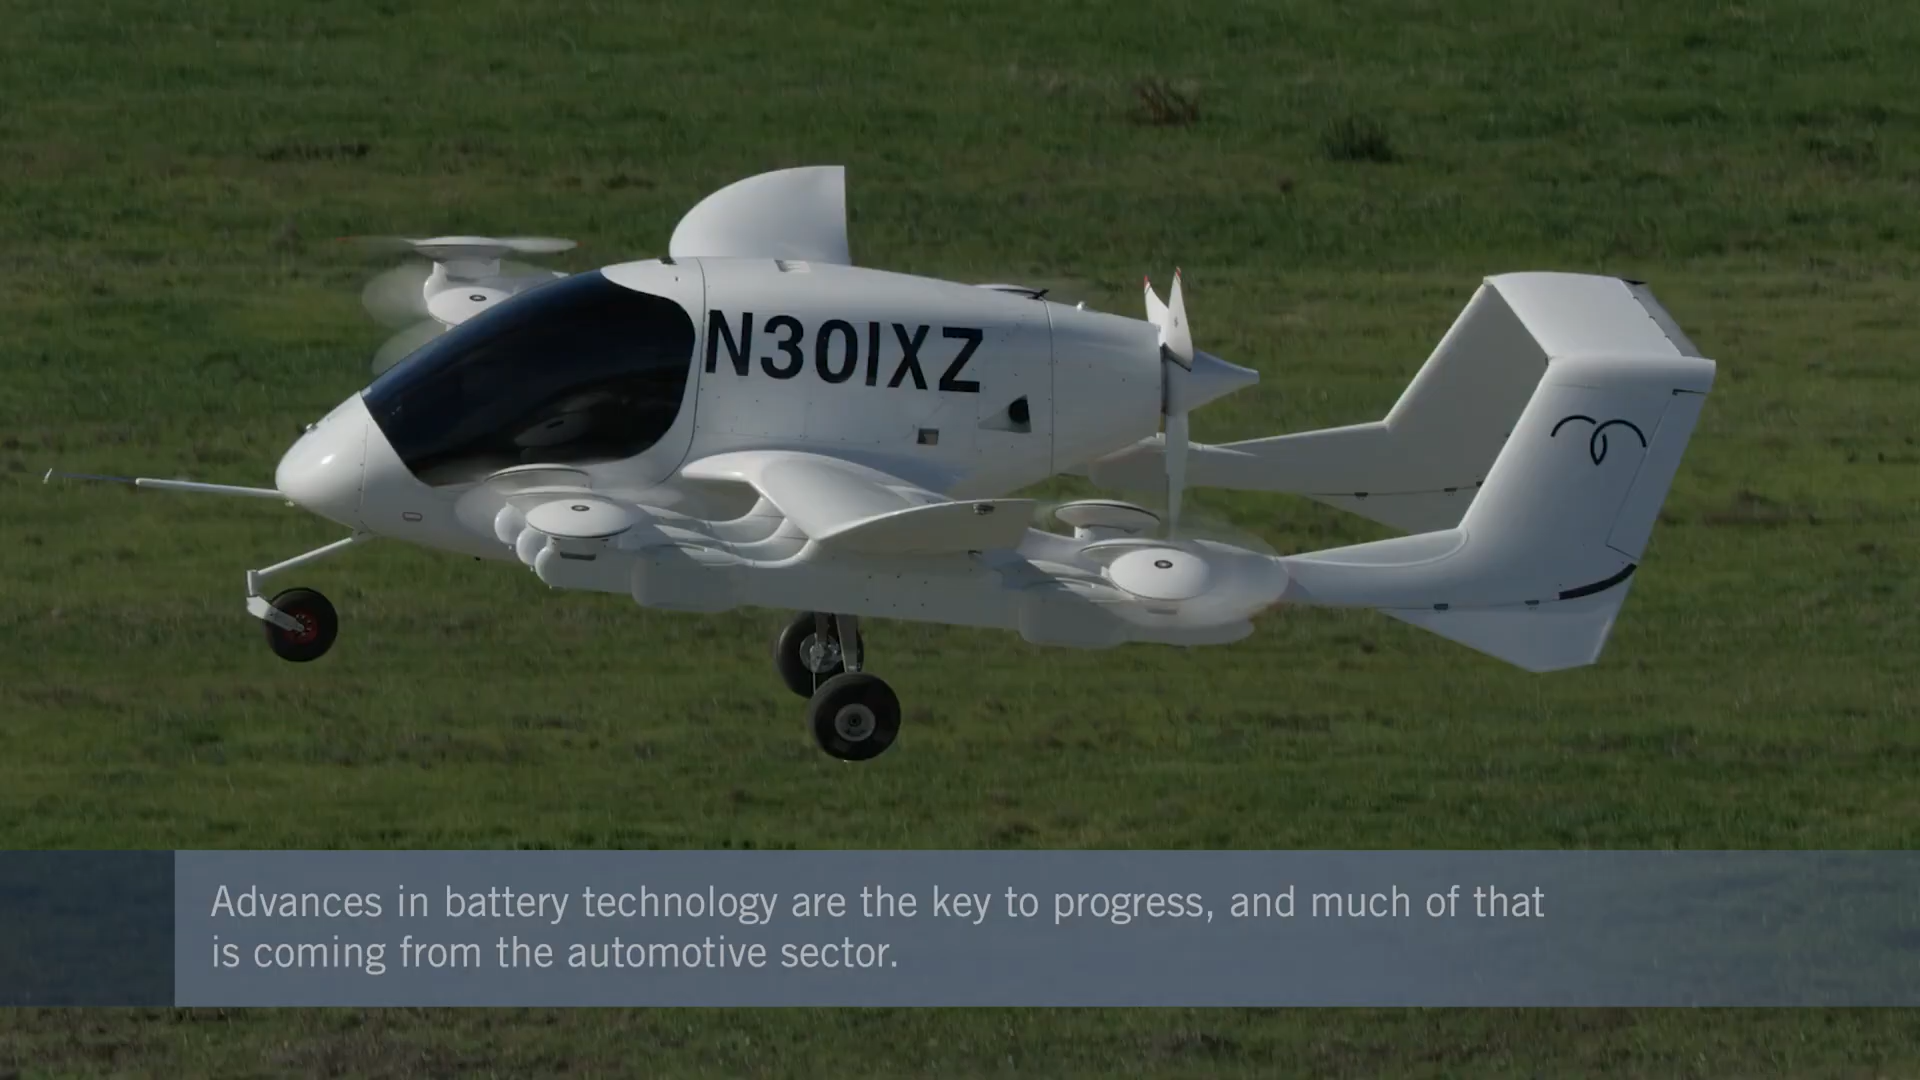 N301XZ
Advances in battery technology are the key to progress, and much of that
is coming from the automotive sector.